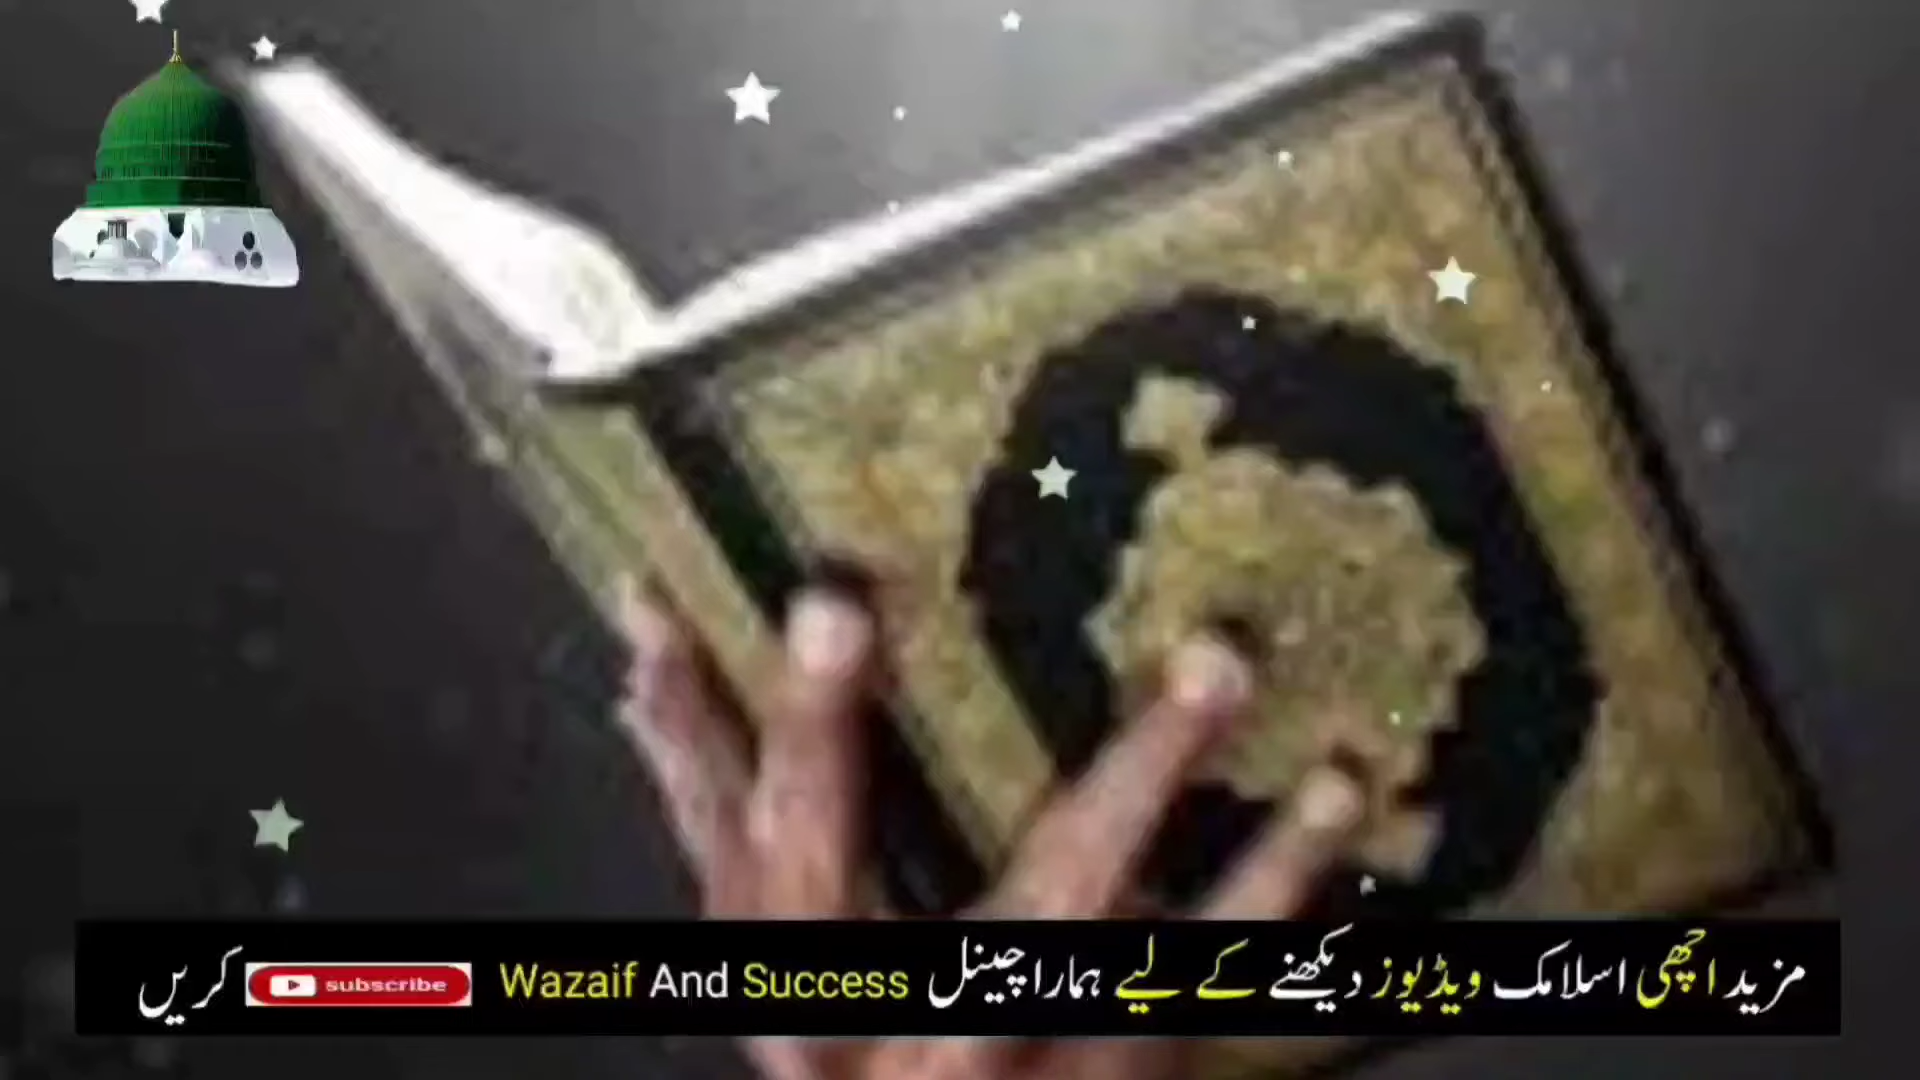 مزید اچھی اسلامک ویڈیوز دیکھنے کے لیے ہمارا چینل Wazaif And Success subscribe کریں